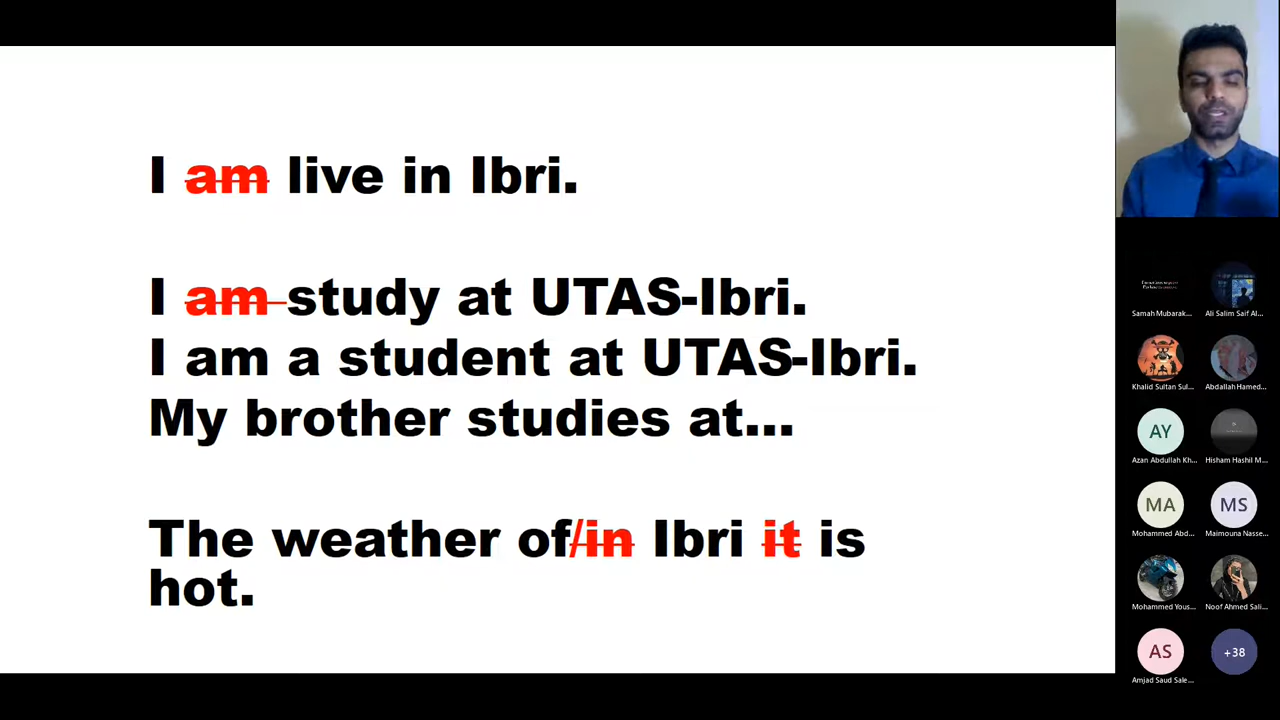 I am live in Ibri.
I am study at UTAS-Ibri.
I am a student at UTAS-Ibri.
My brother studies at...
The weather of/in Ibri it is
hot.
Samah Mubarak...
Ali Salim Saif Al...
Khalid Sultan Sul...
Abdallah Hamed...
AY
Azan Abdullah Kh...
Hisham Hashil M...
MA
MS
Mohammed Abd...
Maimouna Nasse...
Mohammed Yous...
Noof Ahmed Sali...
AS
+38
Amjad Saud Sale...